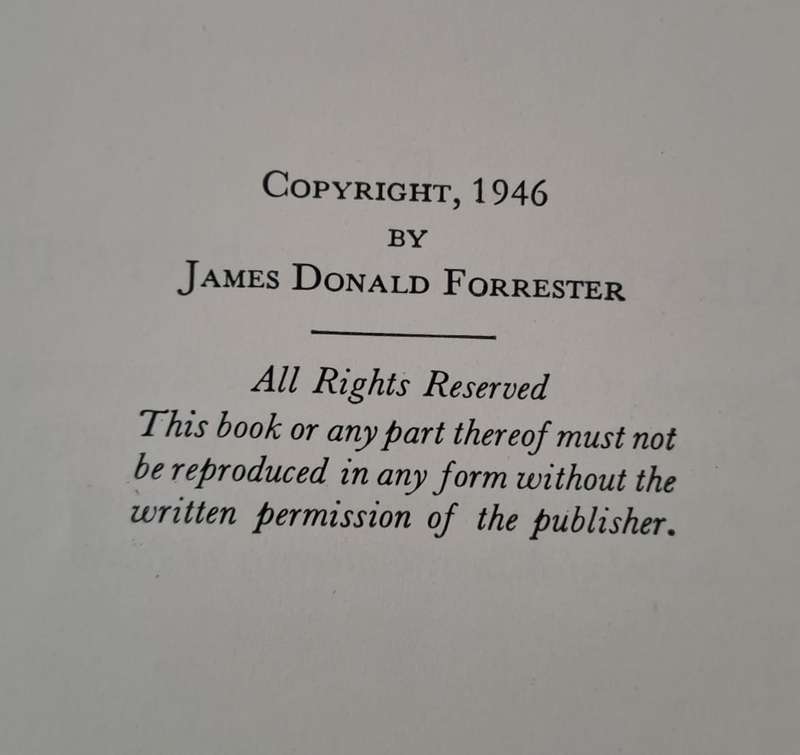 Copyright, 1946
by
James Donald Forrester
All Rights Reserved
This book or any part thereof must not
be reproduced in any form without the
written permission of the publisher.